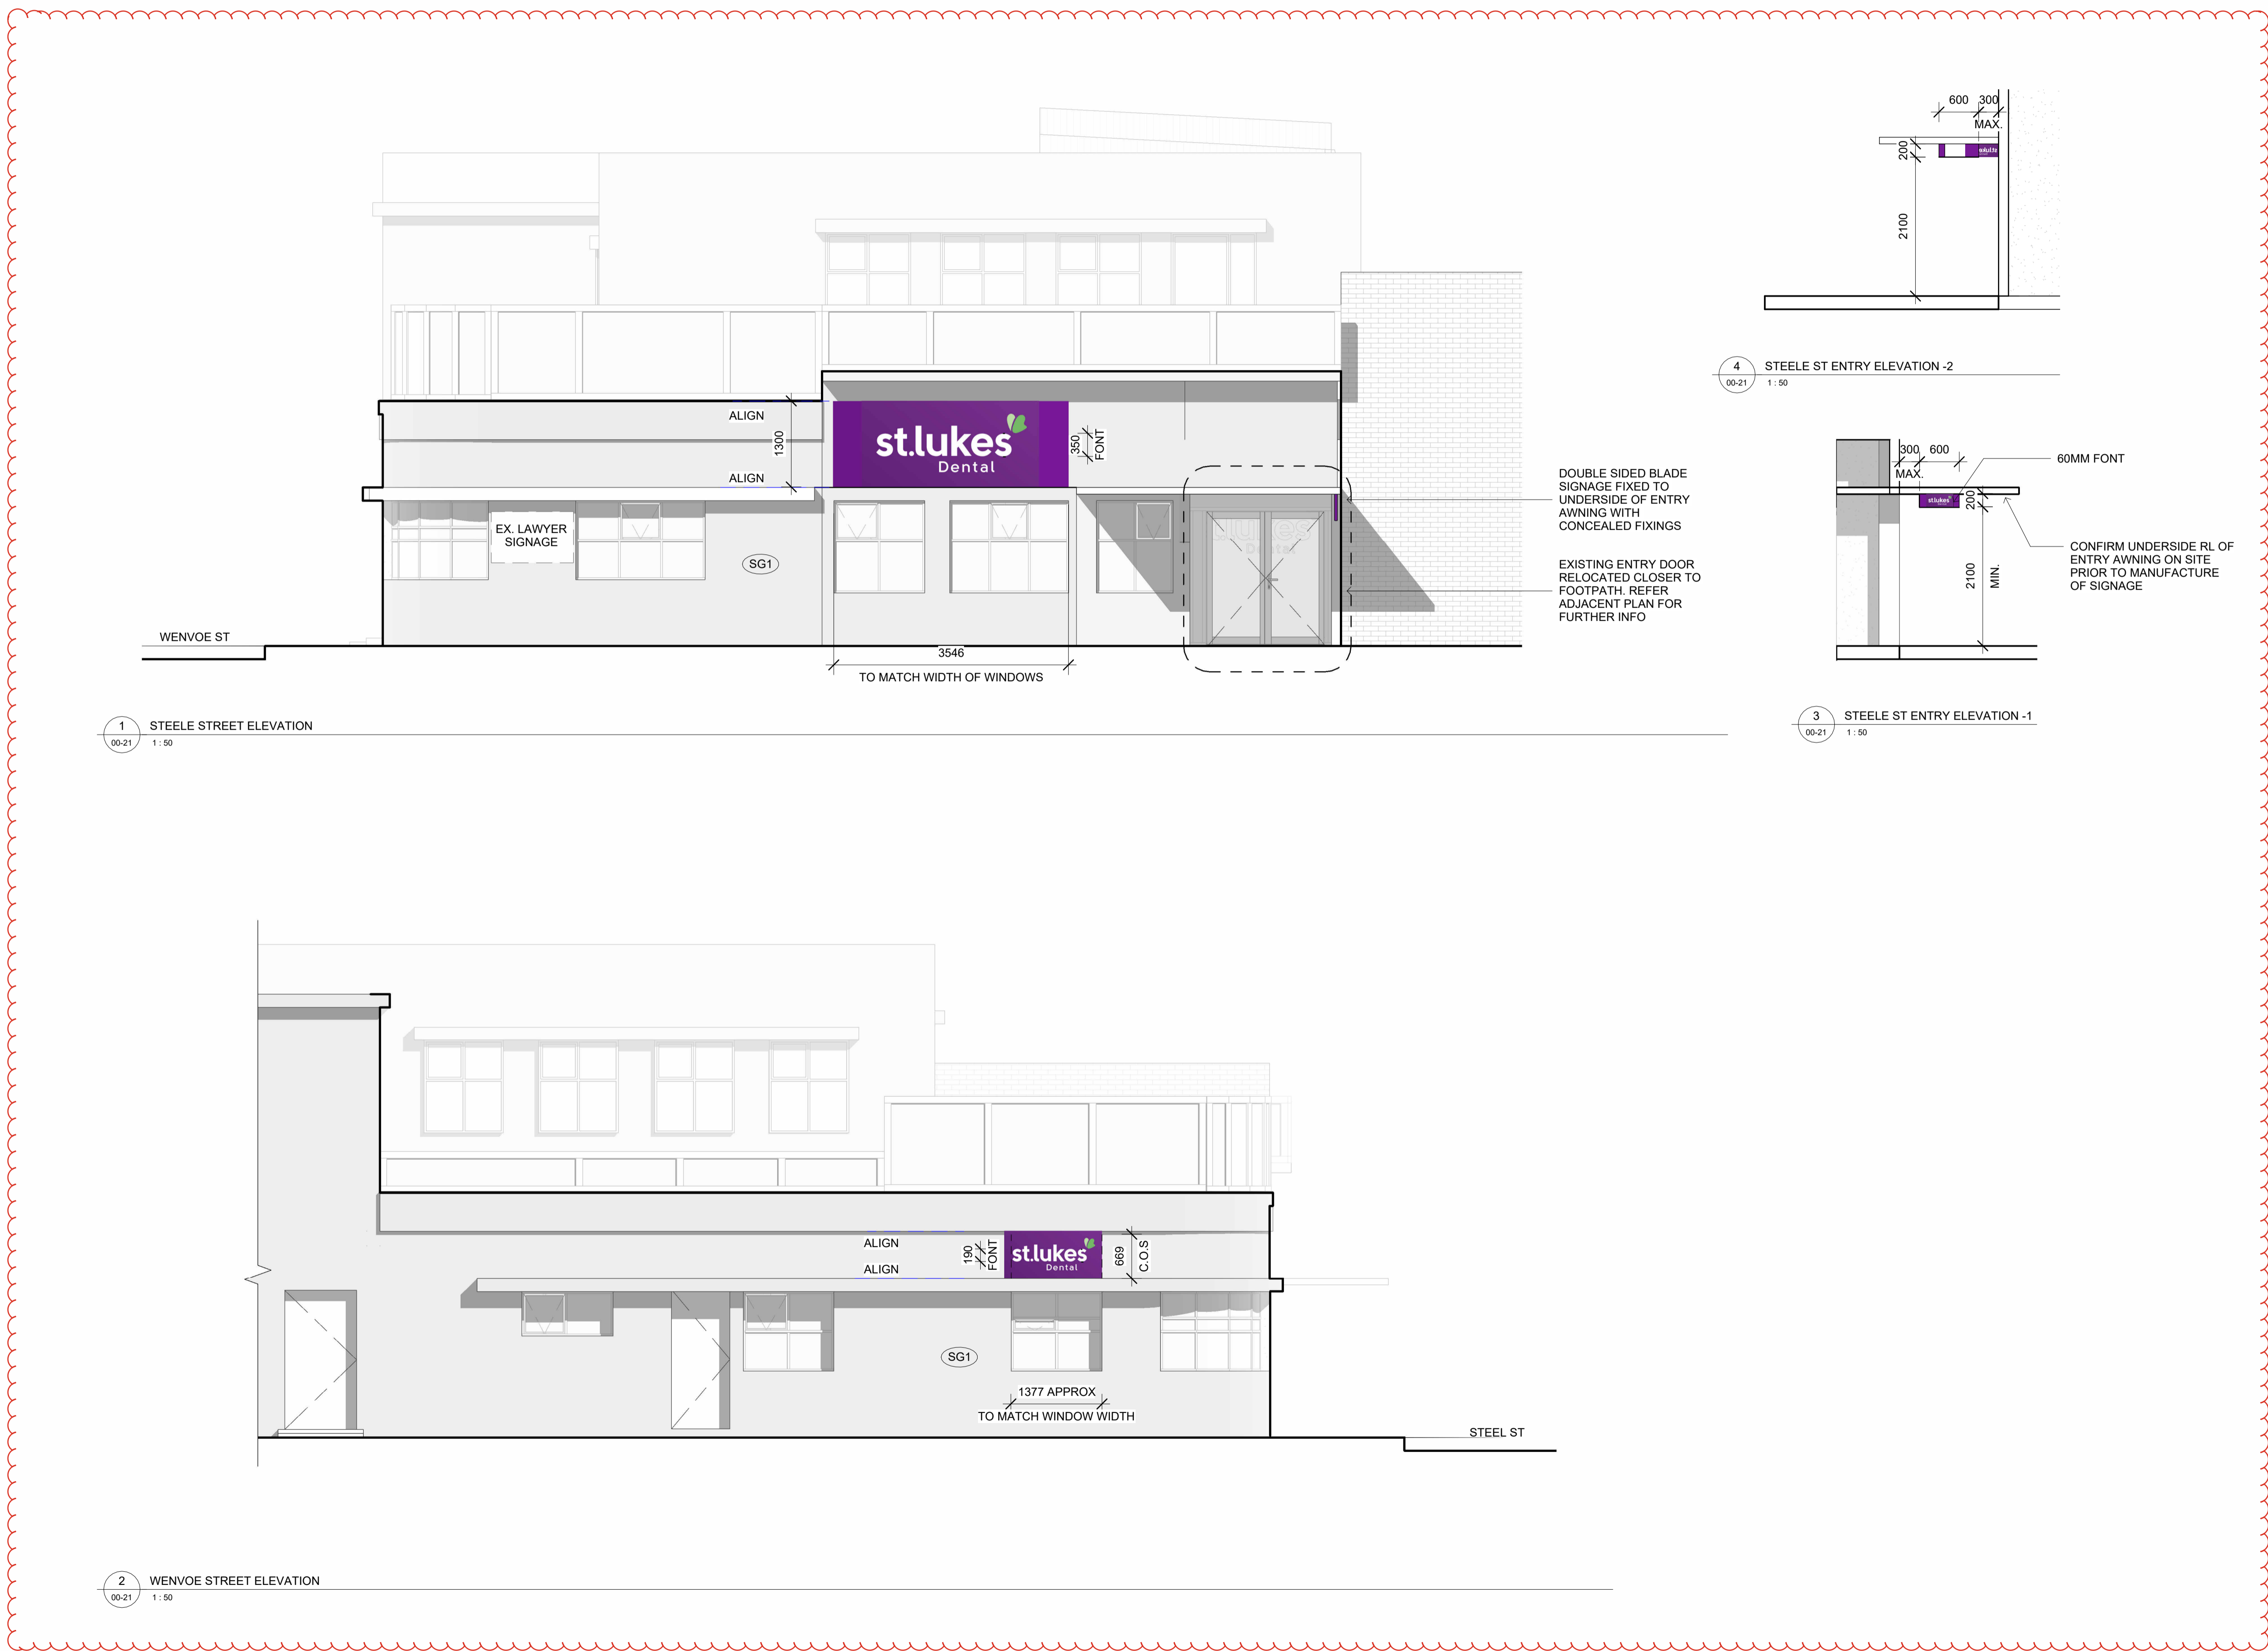 600 300
MAX.
200
2100
4
00-21
STEELE ST ENTRY ELEVATION -2
1 : 50
ALIGN
1300
ALIGN
st.lukes
Dental
350
FONT
EX. LAWYER
SIGNAGE
SG1
st.lukes
Dental
DOUBLE SIDED BLADE
SIGNAGE FIXED TO
UNDERSIDE OF ENTRY
AWNING WITH
CONCEALED FIXINGS
EXISTING ENTRY DOOR
RELOCATED CLOSER TO
FOOTPATH. REFER
ADJACENT PLAN FOR
FURTHER INFO
WENVOE ST
3546
TO MATCH WIDTH OF WINDOWS
1
00-21
STEELE STREET ELEVATION
1 : 50
300 600
MAX.
st.lukes
200
60MM FONT
2100
MIN.
CONFIRM UNDERSIDE RL OF
ENTRY AWNING ON SITE
PRIOR TO MANUFACTURE
OF SIGNAGE
3
00-21
STEELE ST ENTRY ELEVATION -1
1 : 50
ALIGN
ALIGN
190
FONT
st.lukes
Dental
669
C.O.S
SG1
1377 APPROX
TO MATCH WINDOW WIDTH
STEEL ST
2
00-21
WENVOE STREET ELEVATION
1 : 50